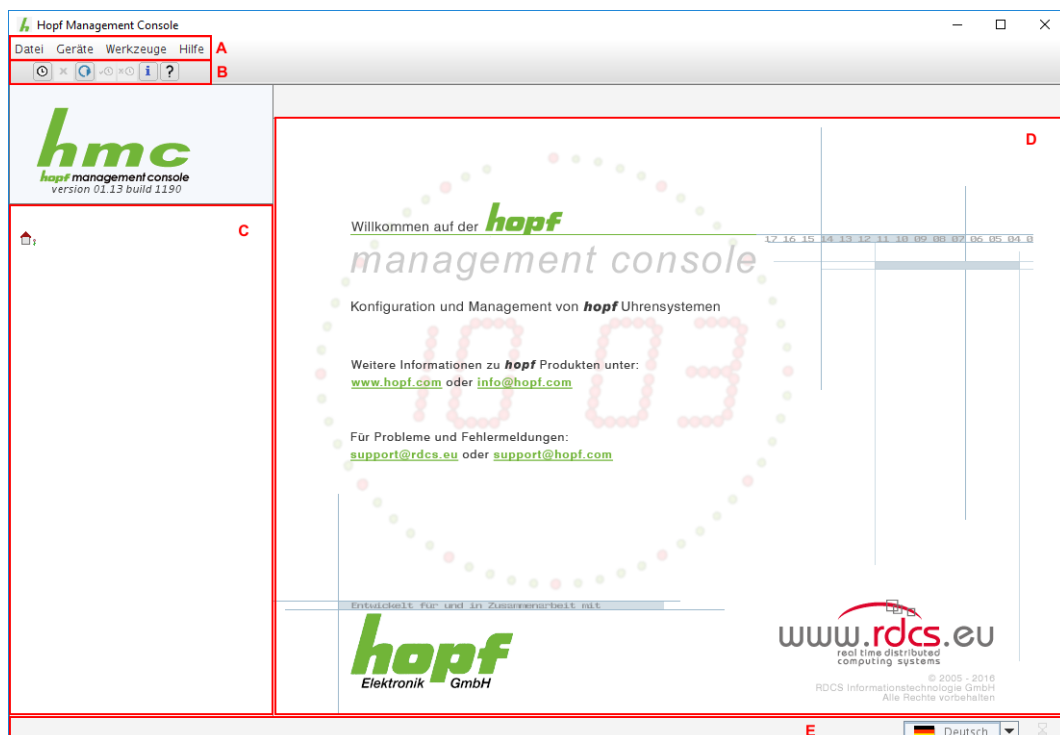 Hopf Management Console
Datei Geräte Werkzeuge Hilfe A
i ? B
hmc
hopf management console
version 01.13 build 1190
C
D
Willkommen auf der hopf
17 16 15 14 13 12 11 10 09 08 07 06 05 04 0
management console
Konfiguration und Management von hopf Uhrensystemen
10 03
Weitere Informationen zu hopf Produkten unter:
www.hopf.com oder info@hopf.com
Für Probleme und Fehlermeldungen:
support@rdcs.eu oder support@hopf.com
Entwickelt für und in Zusammenarbeit mit
hopf
Elektronik GmbH
www.rdcs.eu
real time distributed
computing systems
© 2005 - 2016
RDCS Informationstechnologie GmbH
Alle Rechte vorbehalten
E
Deutsch